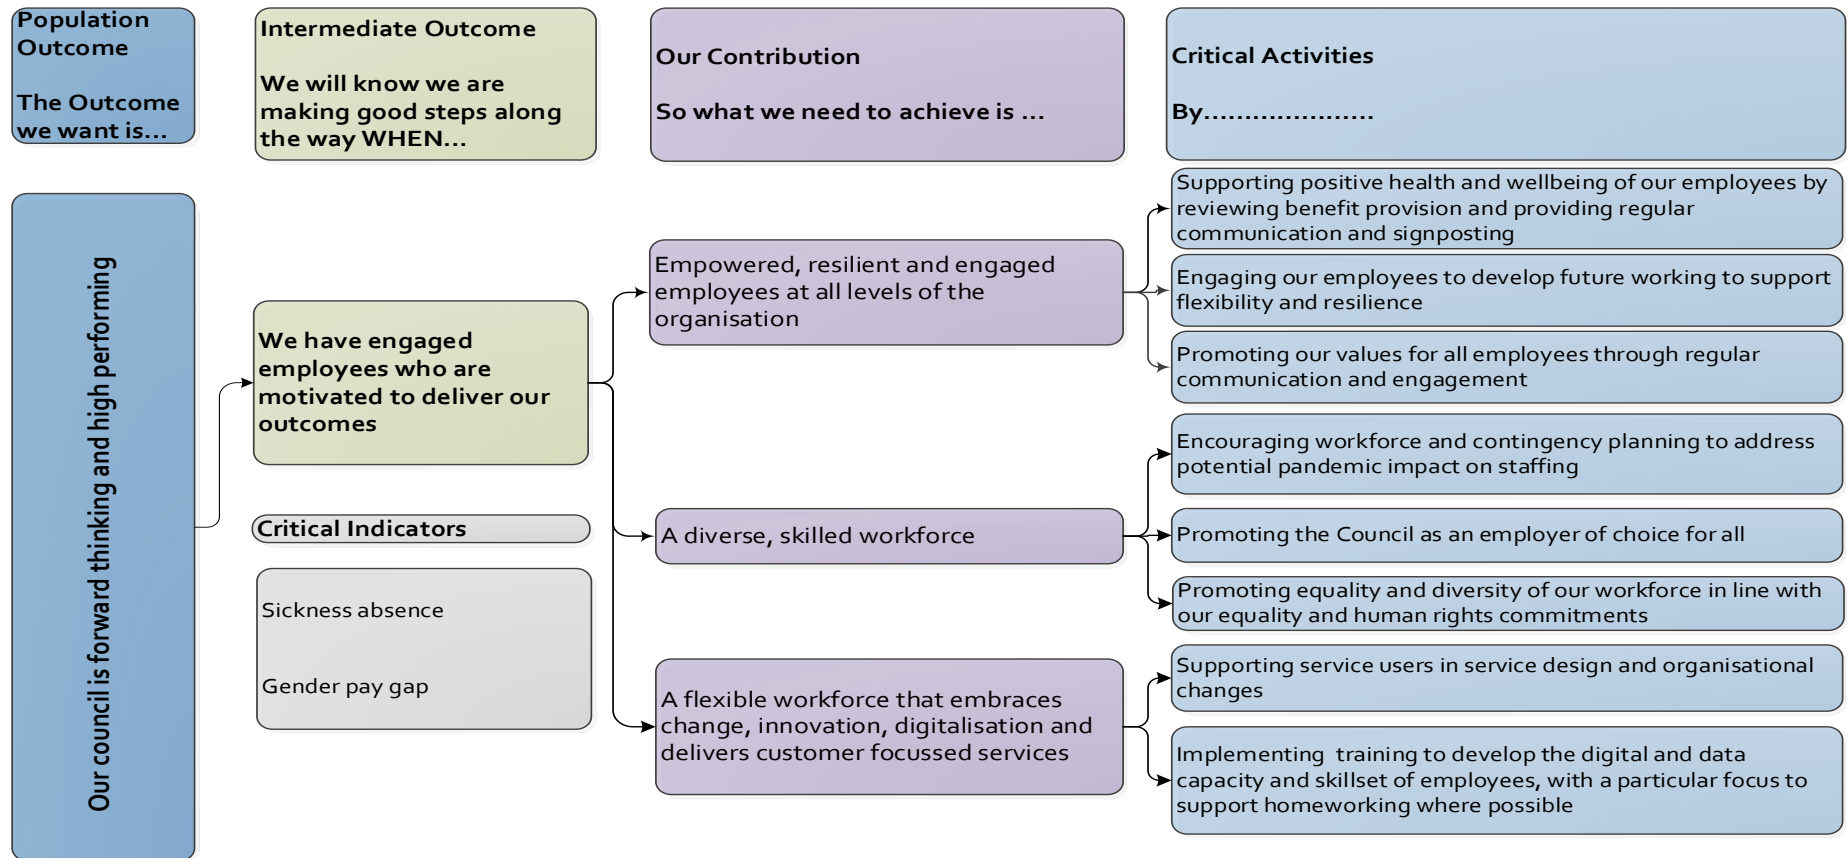 Population
Outcome
The Outcome
we want is...
Intermediate Outcome
We will know we are
making good steps along
the way WHEN...
Our Contribution
So what we need to achieve is ...
Critical Activities
By.....................
Our council is forward thinking and high performing
We have engaged
employees who are
motivated to deliver our
outcomes
Critical Indicators
Sickness absence
Gender pay gap
Empowered, resilient and engaged
employees at all levels of the
organisation
A diverse, skilled workforce
A flexible workforce that embraces
change, innovation, digitalisation and
delivers customer focussed services
Supporting positive health and wellbeing of our employees by
reviewing benefit provision and providing regular
communication and signposting
Engaging our employees to develop future working to support
flexibility and resilience
Promoting our values for all employees through regular
communication and engagement
Encouraging workforce and contingency planning to address
potential pandemic impact on staffing
Promoting the Council as an employer of choice for all
Promoting equality and diversity of our workforce in line with
our equality and human rights commitments
Supporting service users in service design and organisational
changes
Implementing  training to develop the digital and data
capacity and skillset of employees, with a particular focus to
support homeworking where possible